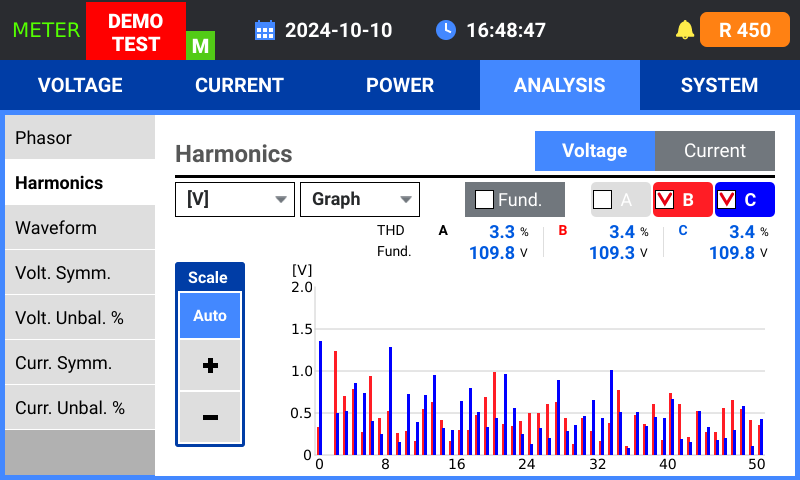 METER
DEMO
TEST
M
2024-10-10
16:48:47
R 450
VOLTAGE
CURRENT
POWER
ANALYSIS
SYSTEM
Phasor
Harmonics
Waveform
Volt. Symm.
Volt. Unbal. %
Curr. Symm.
Curr. Unbal. %
Harmonics
Voltage
Current
[V]
Graph
Fund.
A
B
C
THD A 3.3 % B 3.4 % C 3.4 %
Fund. 109.8 V 109.3 V 109.8 V
Scale
Auto
+
−
[V]
2.0
1.5
1.0
0.5
0
0 8 16 24 32 40 50